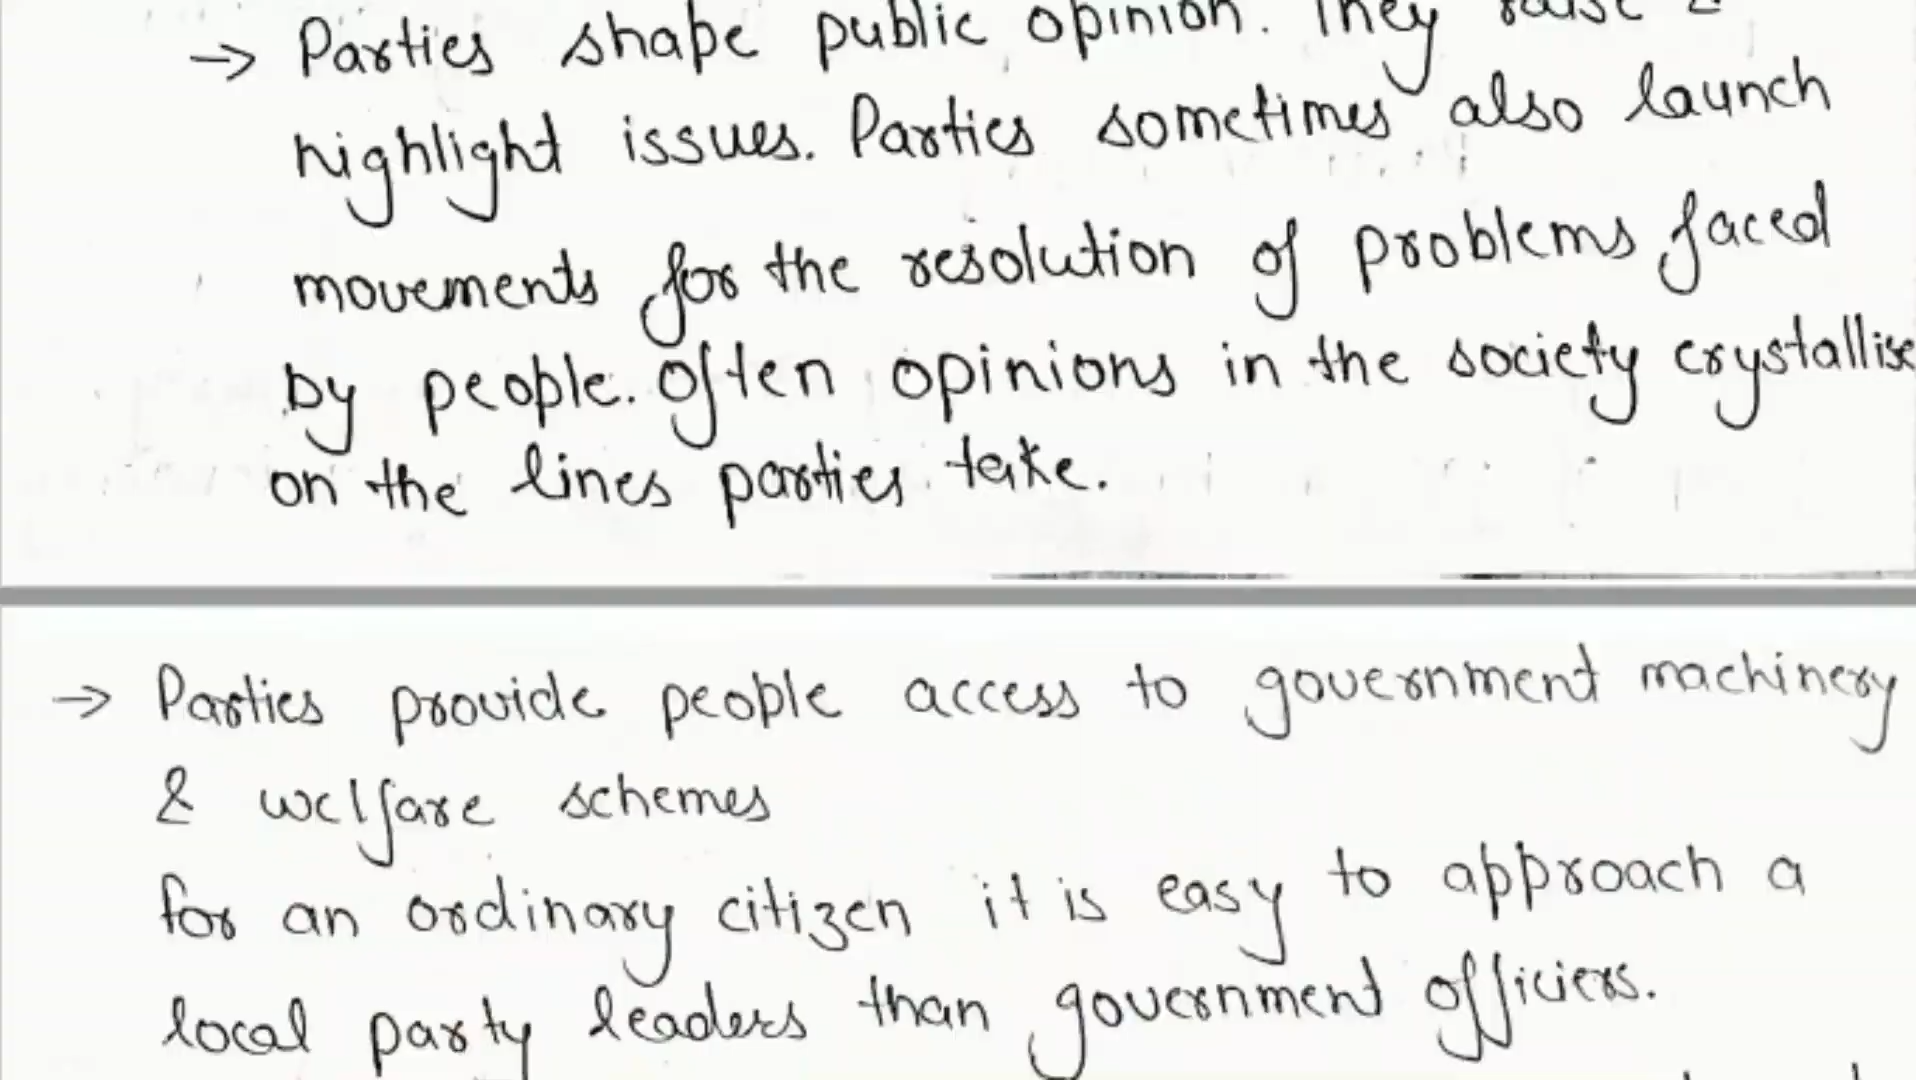 → Parties shape public opinion. They raise &
highlight issues. Parties sometimes also launch
movements for the resolution of problems faced
by people. Often opinions in the society crystallise
on the lines parties take.
→ Parties provide people access to government machinery
& welfare schemes
for an ordinary citizen it is easy to approach a
local party leaders than government officiers.